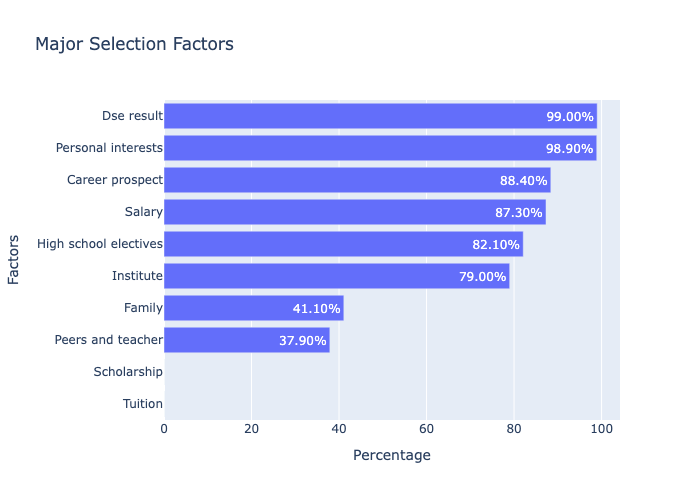 Major Selection Factors
Dse result 99.00%
Personal interests 98.90%
Career prospect 88.40%
Salary 87.30%
High school electives 82.10%
Institute 79.00%
Family 41.10%
Peers and teacher 37.90%
Scholarship
Tuition
0 20 40 60 80 100
Percentage
Factors